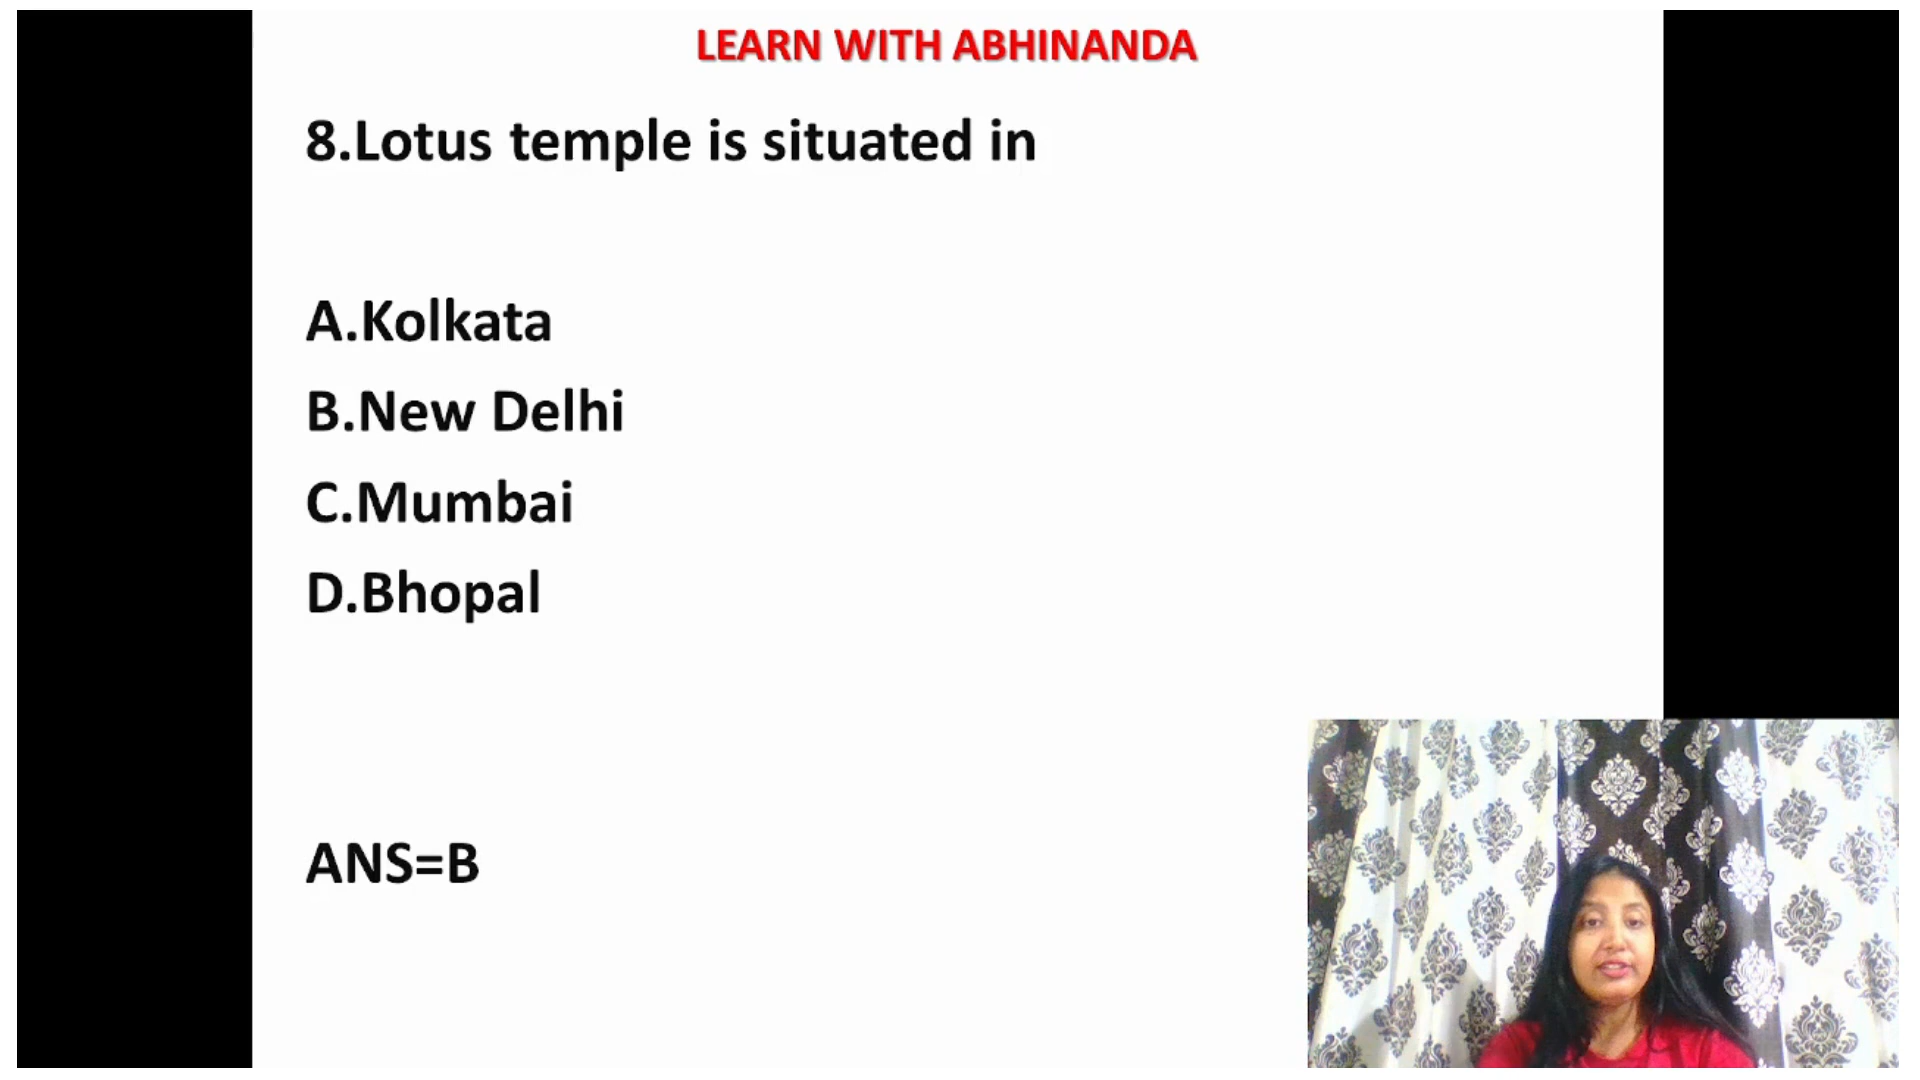 LEARN WITH ABHINANDA
8.Lotus temple is situated in
A.Kolkata
B.New Delhi
C.Mumbai
D.Bhopal
ANS=B